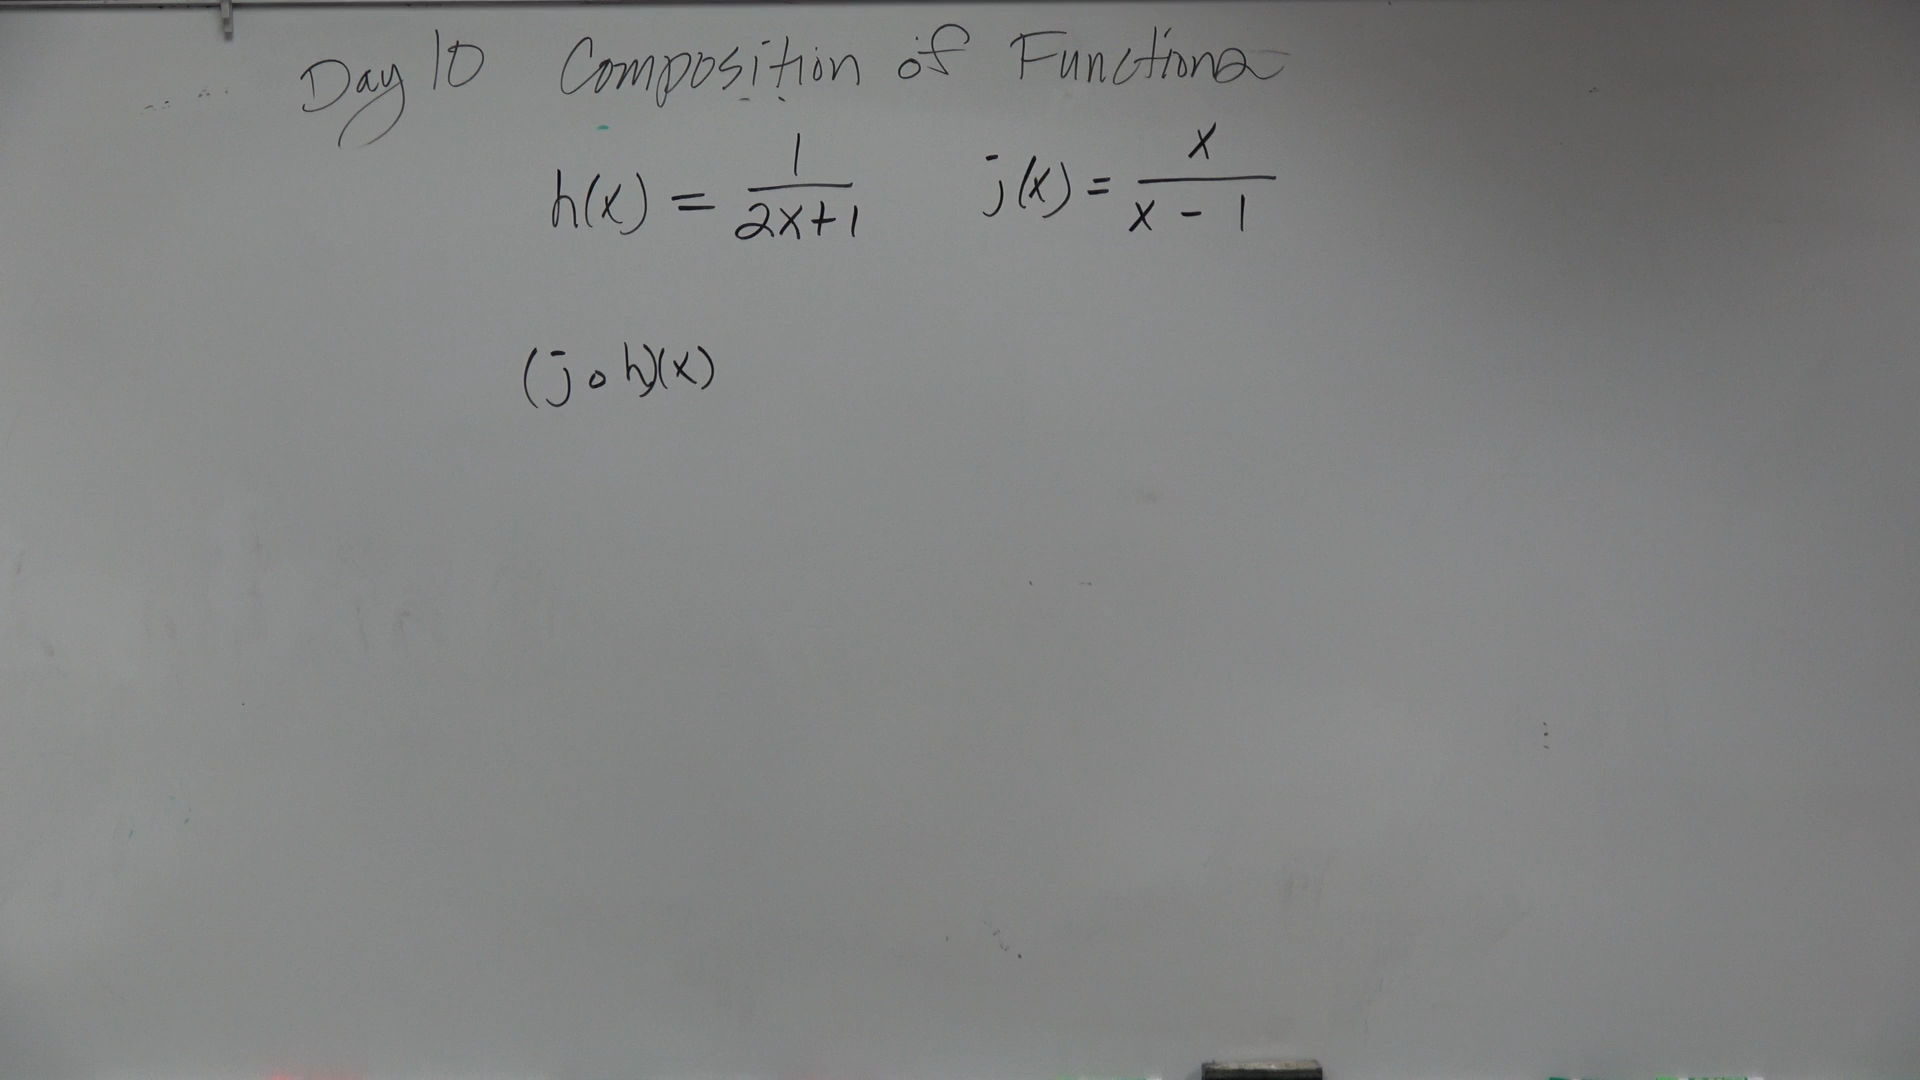 Day 10 Composition of Functions
h(x) = 1/(2x+1) j(x) = x/(x - 1)
(j ∘ h)(x)